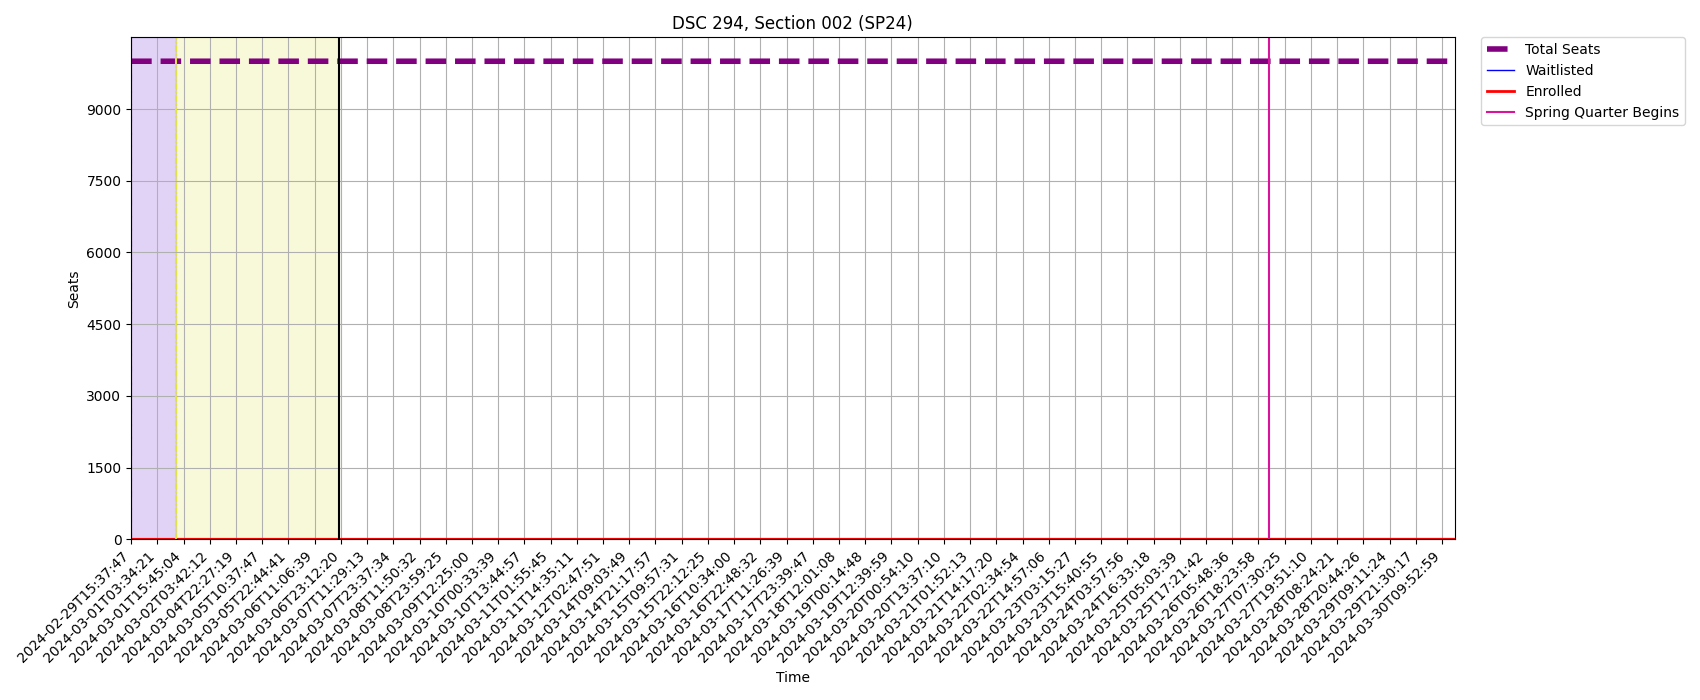 DSC 294, Section 002 (SP24)
Total Seats
Waitlisted
Enrolled
Spring Quarter Begins
Seats
9000
7500
6000
4500
3000
1500
0
2024-02-29T15:37:47
2024-03-01T03:34:21
2024-03-01T15:45:04
2024-03-02T03:42:12
2024-03-04T22:27:19
2024-03-05T10:37:47
2024-03-05T22:44:41
2024-03-06T11:06:39
2024-03-06T23:12:20
2024-03-07T11:29:13
2024-03-07T23:37:34
2024-03-08T11:50:32
2024-03-08T23:59:25
2024-03-09T12:25:00
2024-03-10T00:33:39
2024-03-10T13:44:57
2024-03-11T01:55:45
2024-03-11T14:35:11
2024-03-12T02:47:51
2024-03-14T09:03:49
2024-03-14T21:17:57
2024-03-15T09:57:31
2024-03-15T22:12:25
2024-03-16T10:34:00
2024-03-16T22:48:32
2024-03-17T11:26:39
2024-03-17T23:39:47
2024-03-18T12:01:08
2024-03-19T00:14:48
2024-03-19T12:39:59
2024-03-20T00:54:10
2024-03-20T13:37:10
2024-03-21T01:52:13
2024-03-21T14:17:20
2024-03-22T02:34:54
2024-03-22T14:57:06
2024-03-23T03:15:27
2024-03-23T15:40:55
2024-03-24T03:57:56
2024-03-24T16:33:18
2024-03-25T05:03:39
2024-03-25T17:21:42
2024-03-26T05:48:36
2024-03-26T18:23:58
2024-03-27T07:30:25
2024-03-27T19:51:10
2024-03-28T08:24:21
2024-03-28T20:44:26
2024-03-29T09:11:24
2024-03-29T21:30:17
2024-03-30T09:52:59
Time